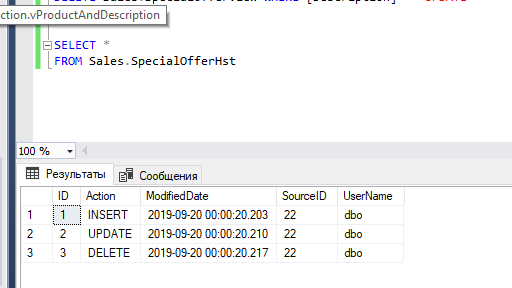 ction.vProductAndDescription
SELECT *
FROM Sales.SpecialOfferHst
100 %
Результаты Сообщения
ID Action ModifiedDate SourceID UserName
1 1 INSERT 2019-09-20 00:00:20.203 22 dbo
2 2 UPDATE 2019-09-20 00:00:20.210 22 dbo
3 3 DELETE 2019-09-20 00:00:20.217 22 dbo